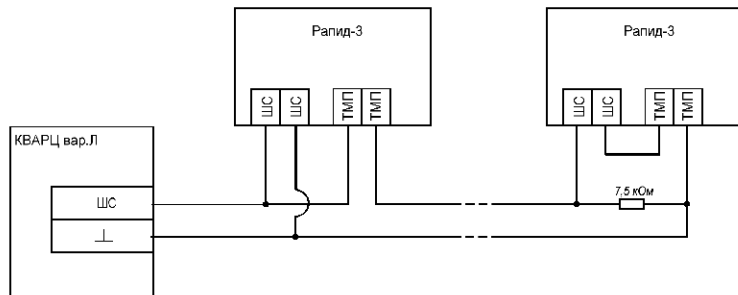 Рапид-3
Рапид-3
ШС
ШС
ТМП
ТМП
ШС
ШС
ТМП
ТМП
КВАРЦ вар.Л
ШС
7,5 кОм